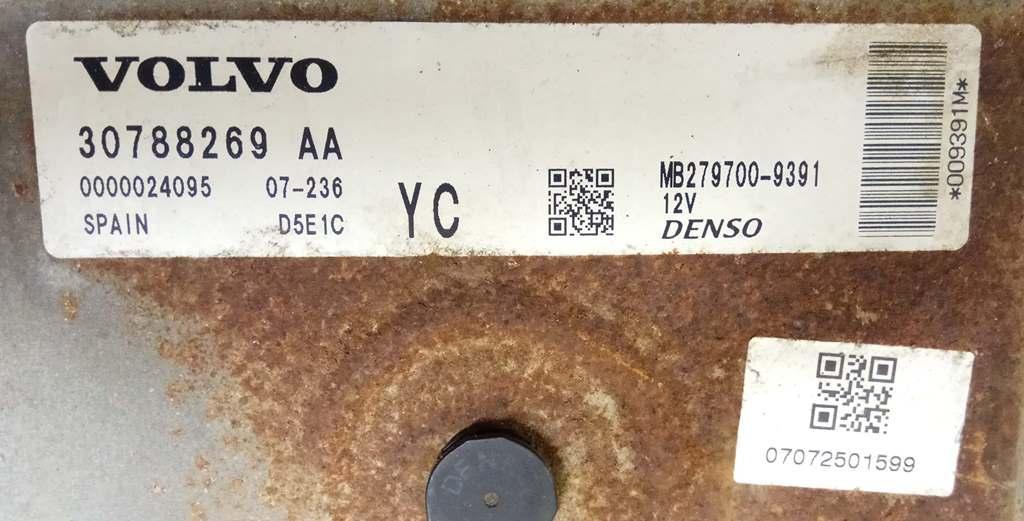 VOLVO
30788269 AA
0000024095 07-236
SPAIN D5E1C
YC
MB279700-9391
12V
DENSO
*009391M*
07072501599